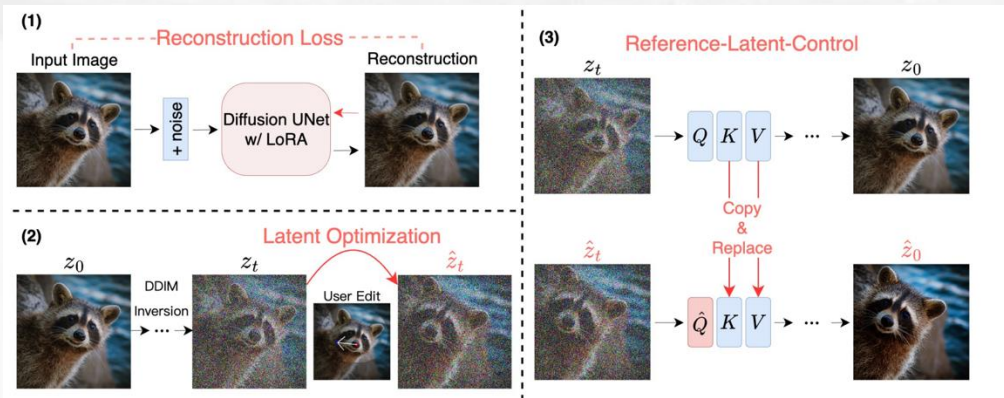 (1)
Reconstruction Loss
Input Image
Reconstruction
+ noise
Diffusion UNet
w/ LoRA
(2)
Latent Optimization
z₀
DDIM
Inversion
...
zₜ
User Edit
ẑₜ
(3)
Reference-Latent-Control
zₜ
z₀
Q K V ...
Copy
&
Replace
ẑₜ
ẑ₀
Q̂ K V ...